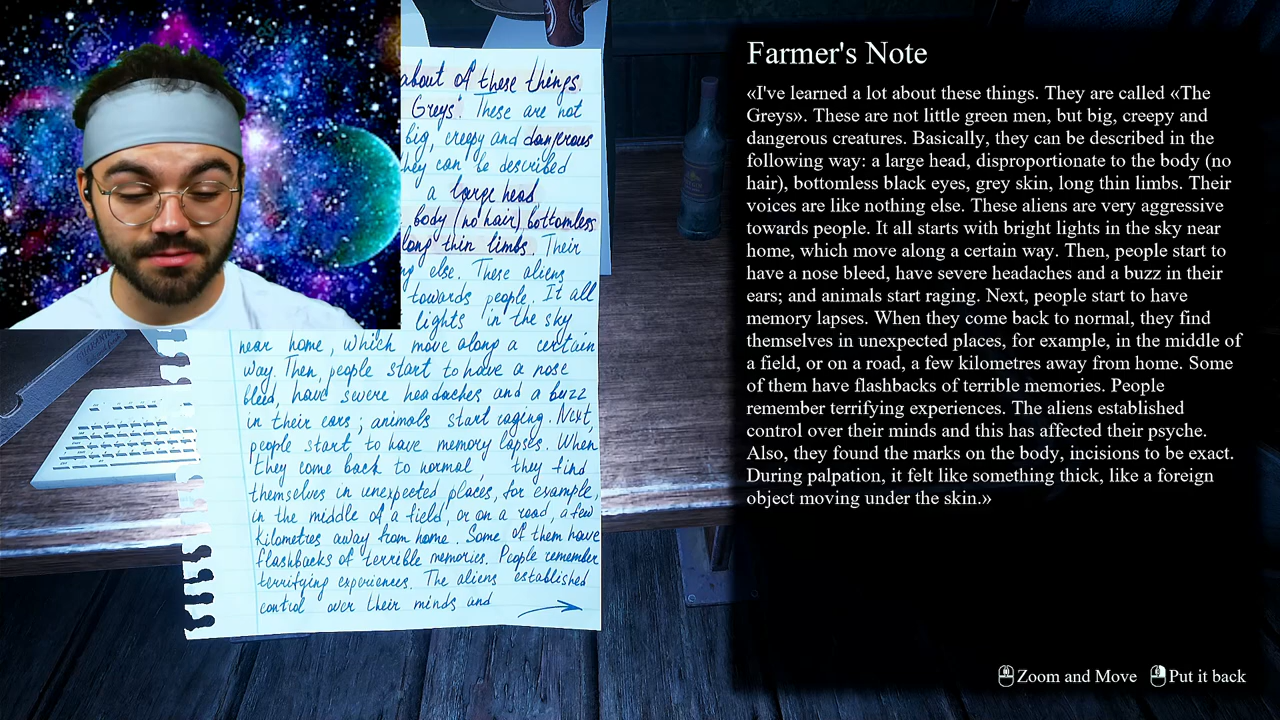 about of these things.
Greys". These are not
big, creepy and dangerous
they can be described
a large head,
body (no hair) bottomless
long thin limbs. Their
else. These aliens
towards people. It all
lights in the sky
near home, which move along a certain
way. Then, people start to have a nose
bleed, have severe headaches and a buzz
in their ears; animals start raging. Next,
people start to have memory lapses. When
they come back to normal, they find
themselves in unexpected places, for example,
in the middle of a field, or on a road, a few
kilometres away from home. Some of them have
flashbacks of terrible memories. People remember
terrifying experiences. The aliens established
control over their minds and
Farmer's Note
«I've learned a lot about these things. They are called «The
Greys». These are not little green men, but big, creepy and
dangerous creatures. Basically, they can be described in the
following way: a large head, disproportionate to the body (no
hair), bottomless black eyes, grey skin, long thin limbs. Their
voices are like nothing else. These aliens are very aggressive
towards people. It all starts with bright lights in the sky near
home, which move along a certain way. Then, people start to
have a nose bleed, have severe headaches and a buzz in their
ears; and animals start raging. Next, people start to have
memory lapses. When they come back to normal, they find
themselves in unexpected places, for example, in the middle of
a field, or on a road, a few kilometres away from home. Some
of them have flashbacks of terrible memories. People
remember terrifying experiences. The aliens established
control over their minds and this has affected their psyche.
Also, they found the marks on the body, incisions to be exact.
During palpation, it felt like something thick, like a foreign
object moving under the skin.»
Zoom and Move Put it back